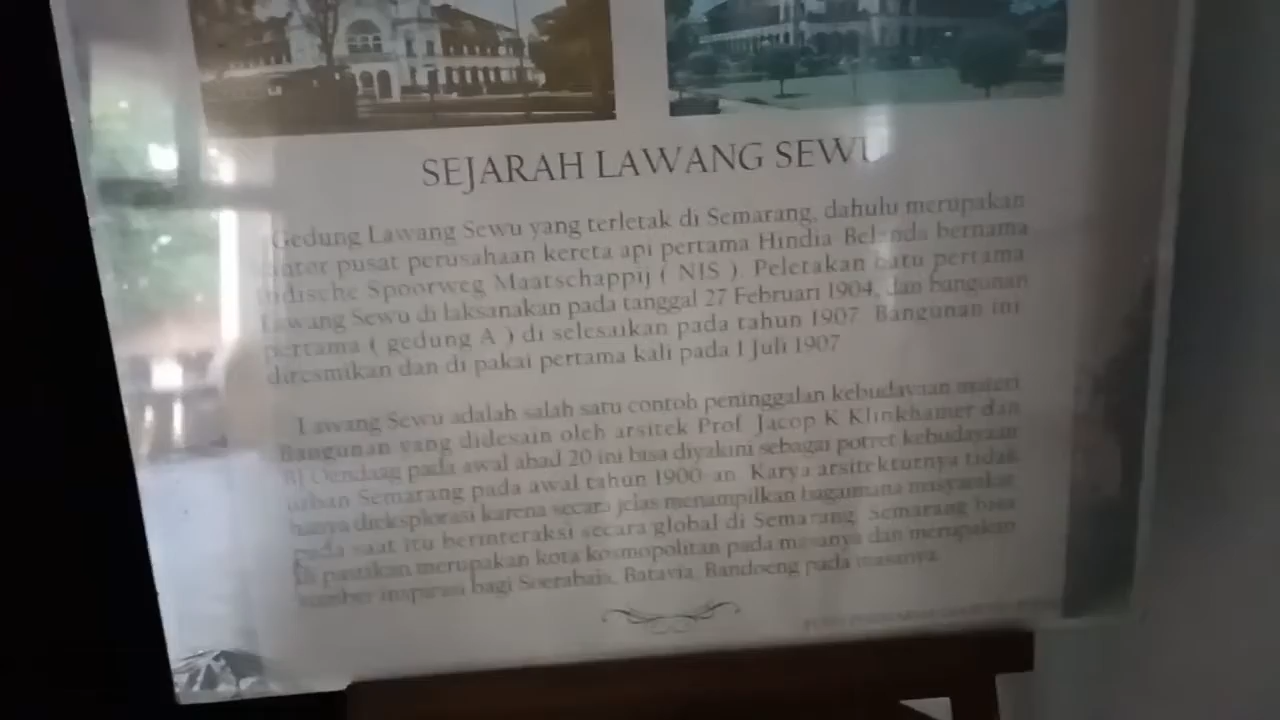 SEJARAH LAWANG SEWU
Gedung Lawang Sewu yang terletak di Semarang, dahulu merupakan
pusat perusahaan kereta api pertama Hindia Belanda bernama
Indische Spoorweg Maatschappij ( NIS ). Peletakan batu pertama
Lawang Sewu di laksanakan pada tanggal 27 Februari 1904, dan bangunan
pertama ( gedung A ) di selesaikan pada tahun 1907. Bangunan ini
diresmikan dan di pakai pertama kali pada 1 Juli 1907
Lawang Sewu adalah salah satu contoh peninggalan kebudayaan materi
Bangunan yang didesain oleh arsitek Prof. Jacop K Klinkhamer dan
pada awal abad 20 ini bisa diyakini sebagai potret kebudayaan
urban Semarang pada awal tahun 1900-an. Karya arsitekturnya tidak
hanya dieksplorasi karena secara jelas menampilkan bagaimana masyarakat
pada saat itu berinteraksi secara global di Semarang. Semarang bisa
di pastikan merupakan kota kosmopolitan pada masanya dan merupakan
sumber inspirasi bagi Soerabaia, Batavia, Bandoeng pada masanya.